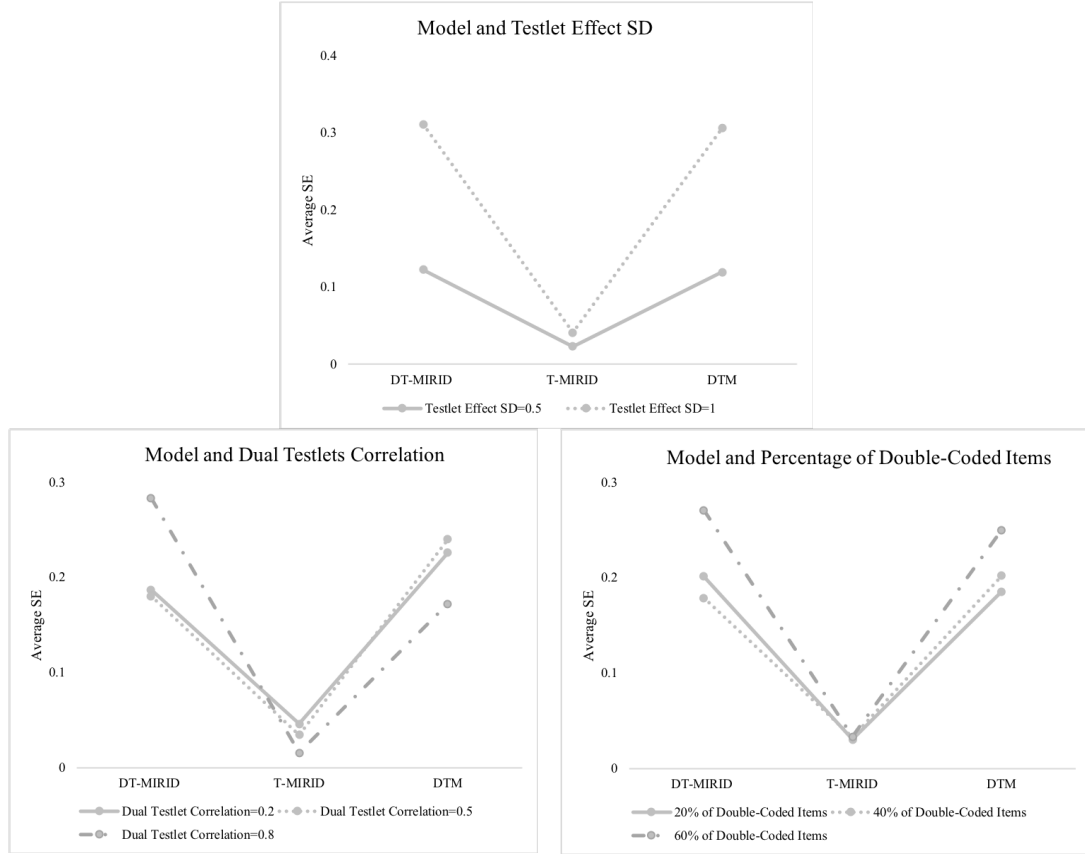 Model and Testlet Effect SD
0.4
0.3
0.2
0.1
0
Average SE
DT-MIRID T-MIRID DTM
Testlet Effect SD=0.5 Testlet Effect SD=1
Model and Dual Testlets Correlation
0.3
0.2
0.1
0
Average SE
DT-MIRID T-MIRID DTM
Dual Testlet Correlation=0.2 Dual Testlet Correlation=0.5
Dual Testlet Correlation=0.8
Model and Percentage of Double-Coded Items
0.3
0.2
0.1
0
Average SE
DT-MIRID T-MIRID DTM
20% of Double-Coded Items 40% of Double-Coded Items
60% of Double-Coded Items